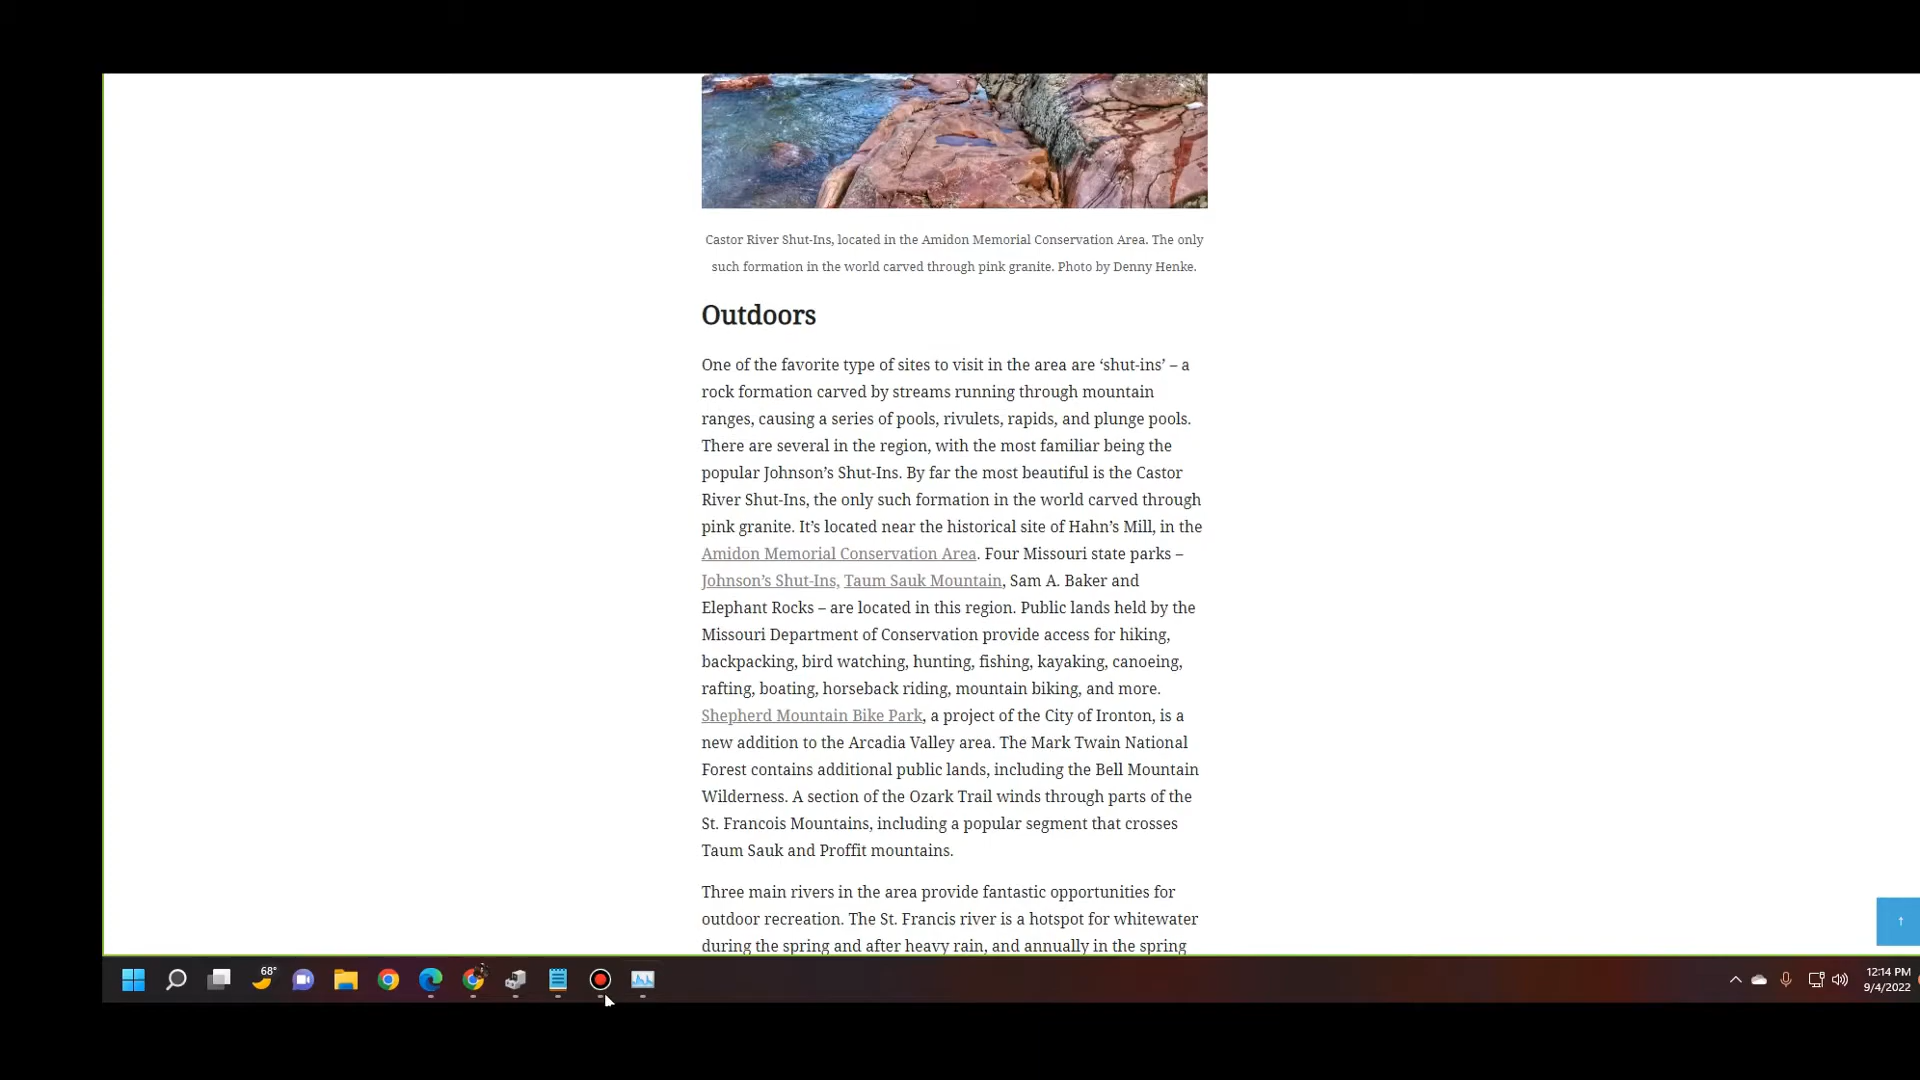 Castor River Shut-Ins, located in the Amidon Memorial Conservation Area. The only
such formation in the world carved through pink granite. Photo by Denny Henke.
Outdoors
One of the favorite type of sites to visit in the area are ‘shut-ins’ – a
rock formation carved by streams running through mountain
ranges, causing a series of pools, rivulets, rapids, and plunge pools.
There are several in the region, with the most familiar being the
popular Johnson’s Shut-Ins. By far the most beautiful is the Castor
River Shut-Ins, the only such formation in the world carved through
pink granite. It’s located near the historical site of Hahn’s Mill, in the
Amidon Memorial Conservation Area. Four Missouri state parks –
Johnson’s Shut-Ins, Taum Sauk Mountain, Sam A. Baker and
Elephant Rocks – are located in this region. Public lands held by the
Missouri Department of Conservation provide access for hiking,
backpacking, bird watching, hunting, fishing, kayaking, canoeing,
rafting, boating, horseback riding, mountain biking, and more.
Shepherd Mountain Bike Park, a project of the City of Ironton, is a
new addition to the Arcadia Valley area. The Mark Twain National
Forest contains additional public lands, including the Bell Mountain
Wilderness. A section of the Ozark Trail winds through parts of the
St. Francois Mountains, including a popular segment that crosses
Taum Sauk and Proffit mountains.
Three main rivers in the area provide fantastic opportunities for
outdoor recreation. The St. Francis river is a hotspot for whitewater
during the spring and after heavy rain, and annually in the spring
68°
12:14 PM
9/4/2022